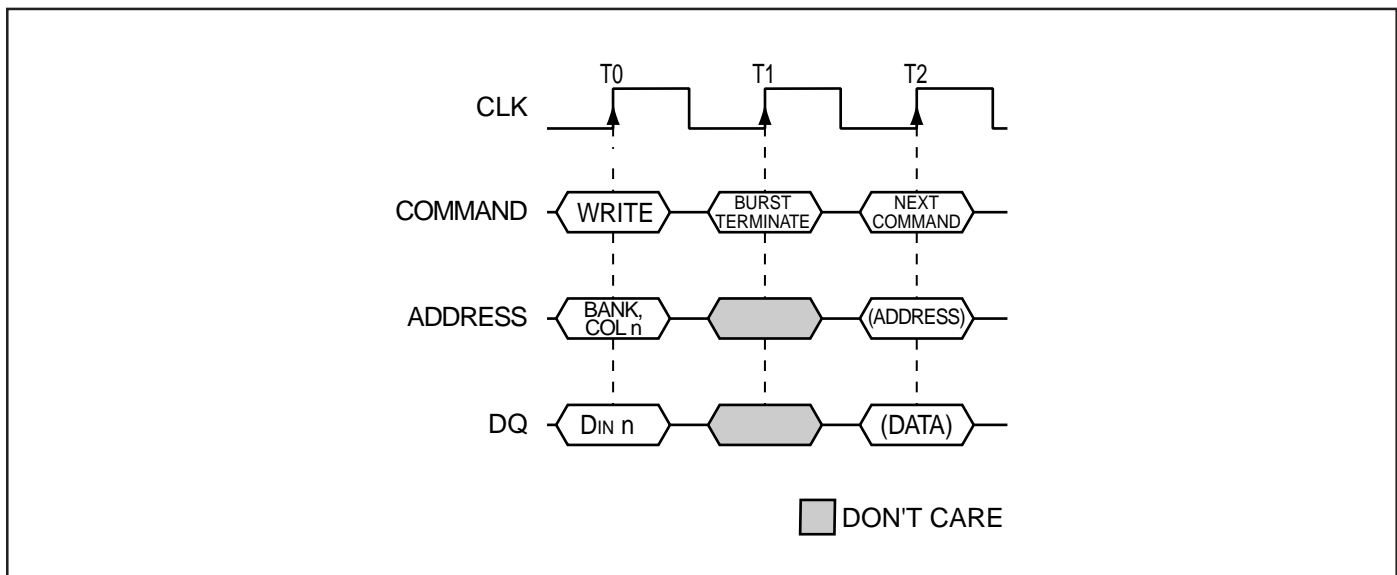 T0 T1 T2
CLK
COMMAND WRITE BURST TERMINATE NEXT COMMAND
ADDRESS BANK, COL n (ADDRESS)
DQ DIN n (DATA)
DON'T CARE